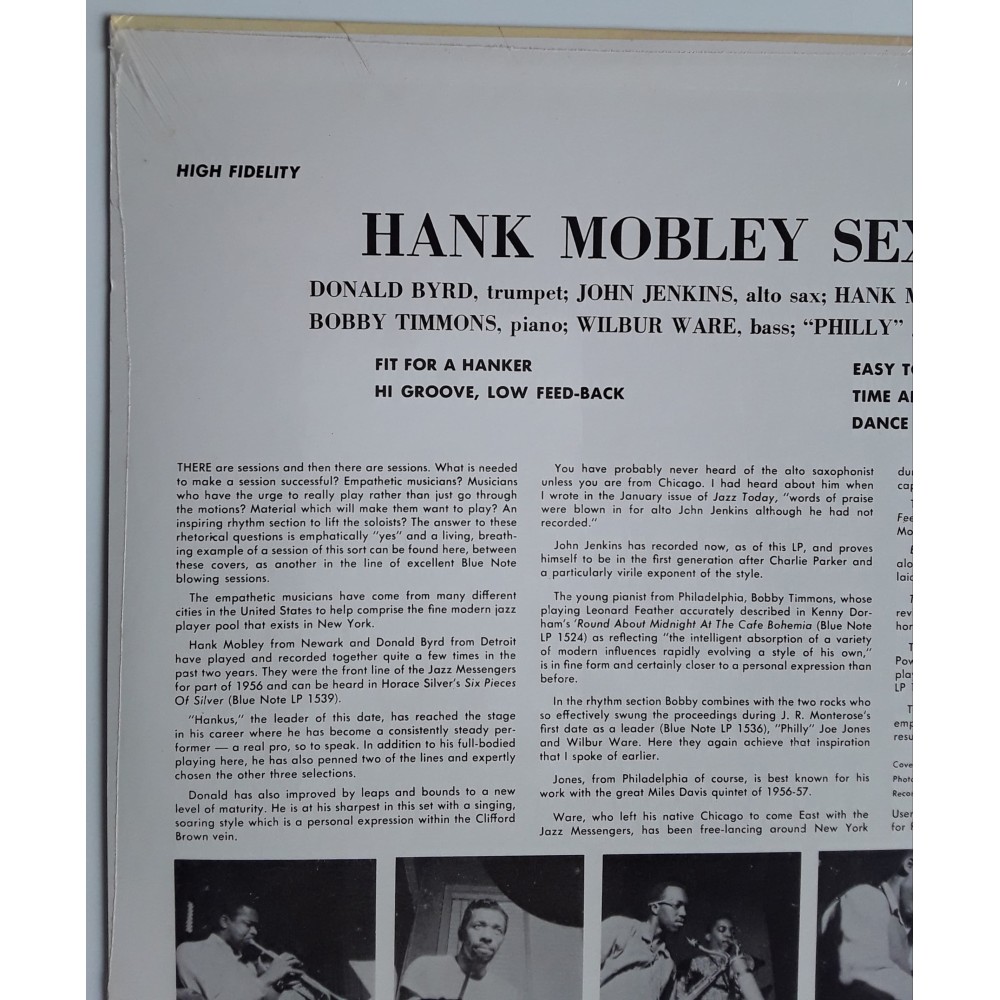 HIGH FIDELITY
HANK MOBLEY
DONALD BYRD, trumpet; JOHN JENKINS, alto sax; HANK
BOBBY TIMMONS, piano; WILBUR WARE, bass; “PHILLY”
FIT FOR A HANKER
HI GROOVE, LOW FEED-BACK
EASY
TIME
DANCE
THERE are sessions and then there are sessions. What is needed
to make a session successful? Empathetic musicians? Musicians
who have the urge to really play rather than just go through
the motions? Material which will make them want to play? An
inspiring rhythm section to lift the soloists? The answer to these
rhetorical questions is emphatically "yes" and a living, breath-
ing example of a session of this sort can be found here, between
these covers, as another in the line of excellent Blue Note
blowing sessions.
The empathetic musicians have come from many different
cities in the United States to help comprise the fine modern jazz
player pool that exists in New York.
Hank Mobley from Newark and Donald Byrd from Detroit
have played and recorded together quite a few times in the
past two years. They were the front line of the Jazz Messengers
for part of 1956 and can be heard in Horace Silver's Six Pieces
Of Silver (Blue Note LP 1539).
"Hankus," the leader of this date, has reached the stage
in his career where he has become a consistently steady per-
former — a real pro, so to speak. In addition to his full-bodied
playing here, he has also penned two of the lines and expertly
chosen the other three selections.
Donald has also improved by leaps and bounds to a new
level of maturity. He is at his sharpest in this set with a singing,
soaring style which is a personal expression within the Clifford
Brown vein.
You have probably never heard of the alto saxophonist
unless you are from Chicago. I had heard about him when
I wrote in the January issue of Jazz Today, "words of praise
were blown in for alto John Jenkins although he had not
recorded."
John Jenkins has recorded now, as of this LP, and proves
himself to be in the first generation after Charlie Parker and
a particularly virile exponent of the style.
The young pianist from Philadelphia, Bobby Timmons, whose
playing Leonard Feather accurately described in Kenny Dor-
ham's 'Round About Midnight At The Cafe Bohemia (Blue Note
LP 1524) as reflecting "the intelligent absorption of a variety
of modern influences rapidly evolving a style of his own,"
is in fine form and certainly closer to a personal expression than
before.
In the rhythm section Bobby combines with the two rocks who
so effectively swung the proceedings during J. R. Monterose's
first date as a leader (Blue Note LP 1536), "Philly" Joe Jones
and Wilbur Ware. Here they again achieve that inspiration
that I spoke of earlier.
Jones, from Philadelphia of course, is best known for his
work with the great Miles Davis quintet of 1956-57.
Ware, who left his native Chicago to come East with the
Jazz Messengers, has been free-lancing around New York
LP
for